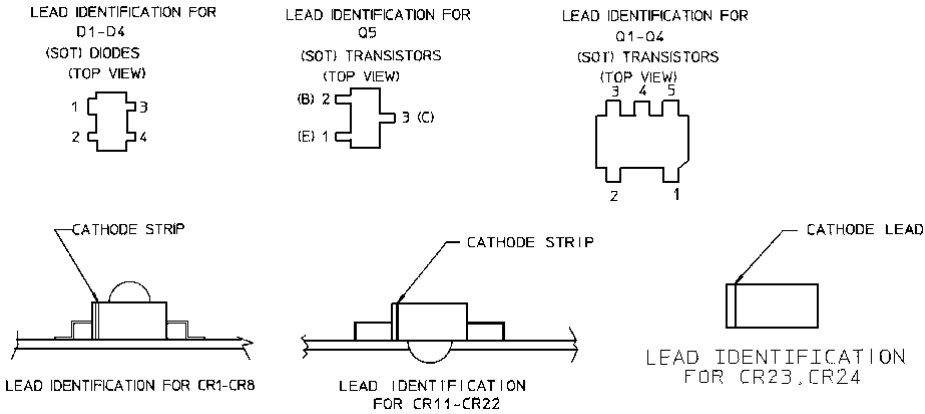 LEAD IDENTIFICATION FOR
D1-D4
(SOT) DIODES
(TOP VIEW)
1
3
2
4
LEAD IDENTIFICATION FOR
Q5
(SOT) TRANSISTORS
(TOP VIEW)
(B) 2
3 (C)
(E) 1
LEAD IDENTIFICATION FOR
Q1-Q4
(SOT) TRANSISTORS
(TOP VIEW)
3 4 5
2 1
CATHODE STRIP
LEAD IDENTIFICATION FOR CR1-CR8
CATHODE STRIP
LEAD IDENTIFICATION
FOR CR11-CR22
CATHODE LEAD
LEAD IDENTIFICATION
FOR CR23,CR24